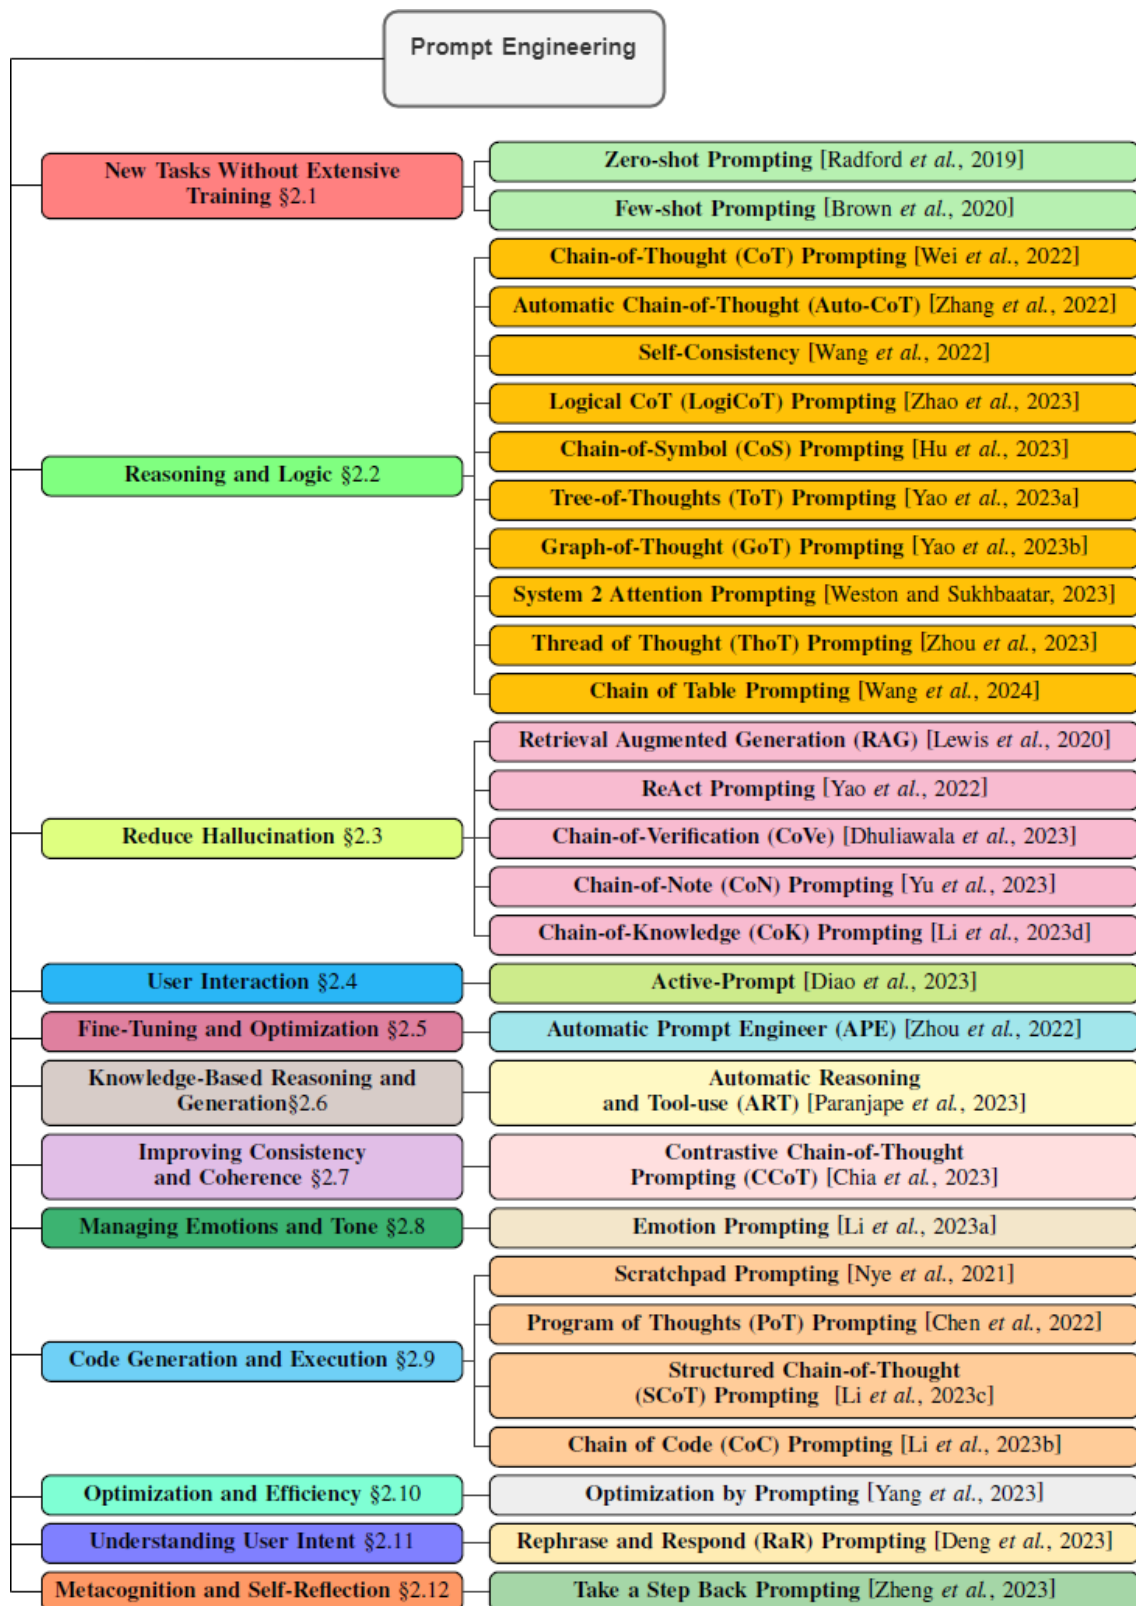 Prompt Engineering
New Tasks Without Extensive
Training §2.1
Zero-shot Prompting [Radford et al., 2019]
Few-shot Prompting [Brown et al., 2020]
Reasoning and Logic §2.2
Chain-of-Thought (CoT) Prompting [Wei et al., 2022]
Automatic Chain-of-Thought (Auto-CoT) [Zhang et al., 2022]
Self-Consistency [Wang et al., 2022]
Logical CoT (LogiCoT) Prompting [Zhao et al., 2023]
Chain-of-Symbol (CoS) Prompting [Hu et al., 2023]
Tree-of-Thoughts (ToT) Prompting [Yao et al., 2023a]
Graph-of-Thought (GoT) Prompting [Yao et al., 2023b]
System 2 Attention Prompting [Weston and Sukhbaatar, 2023]
Thread of Thought (ThoT) Prompting [Zhou et al., 2023]
Chain of Table Prompting [Wang et al., 2024]
Reduce Hallucination §2.3
Retrieval Augmented Generation (RAG) [Lewis et al., 2020]
ReAct Prompting [Yao et al., 2022]
Chain-of-Verification (CoVe) [Dhuliawala et al., 2023]
Chain-of-Note (CoN) Prompting [Yu et al., 2023]
Chain-of-Knowledge (CoK) Prompting [Li et al., 2023d]
User Interaction §2.4
Active-Prompt [Diao et al., 2023]
Fine-Tuning and Optimization §2.5
Automatic Prompt Engineer (APE) [Zhou et al., 2022]
Knowledge-Based Reasoning and
Generation§2.6
Automatic Reasoning
and Tool-use (ART) [Paranjape et al., 2023]
Improving Consistency
and Coherence §2.7
Contrastive Chain-of-Thought
Prompting (CCoT) [Chia et al., 2023]
Managing Emotions and Tone §2.8
Emotion Prompting [Li et al., 2023a]
Code Generation and Execution §2.9
Scratchpad Prompting [Nye et al., 2021]
Program of Thoughts (PoT) Prompting [Chen et al., 2022]
Structured Chain-of-Thought
(SCoT) Prompting [Li et al., 2023c]
Chain of Code (CoC) Prompting [Li et al., 2023b]
Optimization and Efficiency §2.10
Optimization by Prompting [Yang et al., 2023]
Understanding User Intent §2.11
Rephrase and Respond (RaR) Prompting [Deng et al., 2023]
Metacognition and Self-Reflection §2.12
Take a Step Back Prompting [Zheng et al., 2023]